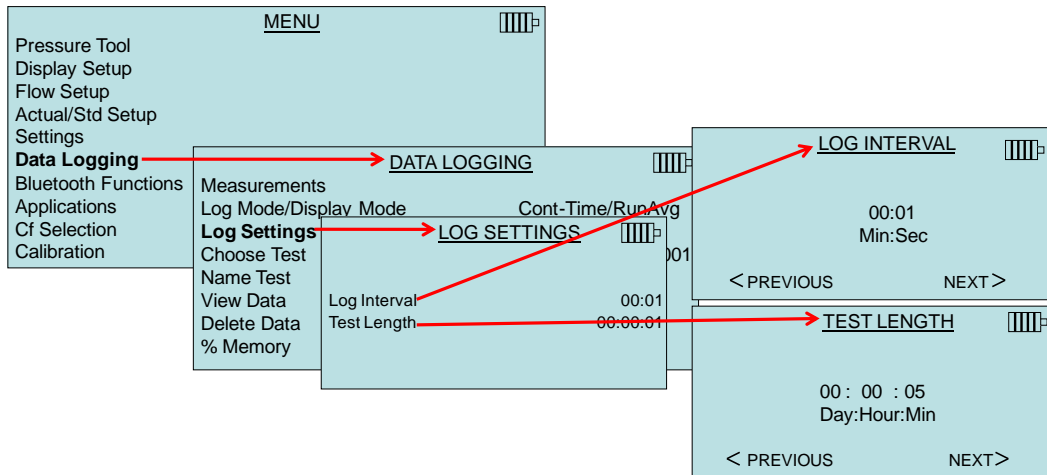 MENU
Pressure Tool
Display Setup
Flow Setup
Actual/Std Setup
Settings
Data Logging
Bluetooth Functions
Applications
Cf Selection
Calibration
DATA LOGGING
Measurements
Log Mode/Display Mode Cont-Time/RunAvg
Log Settings
Choose Test 001
Name Test
View Data
Delete Data
% Memory
LOG SETTINGS
Log Interval 00:01
Test Length 00:00:01
LOG INTERVAL
00:01
Min:Sec
< PREVIOUS NEXT >
TEST LENGTH
00 : 00 : 05
Day:Hour:Min
< PREVIOUS NEXT >